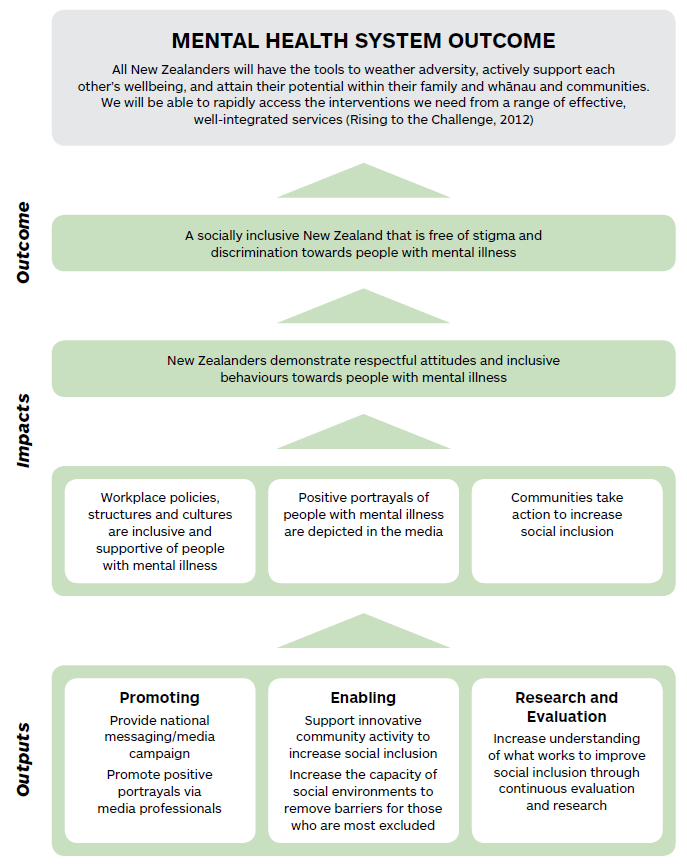 MENTAL HEALTH SYSTEM OUTCOME
All New Zealanders will have the tools to weather adversity, actively support each
other's wellbeing, and attain their potential within their family and whānau and communities.
We will be able to rapidly access the interventions we need from a range of effective,
well-integrated services (Rising to the Challenge, 2012)
Outcome
A socially inclusive New Zealand that is free of stigma and
discrimination towards people with mental illness
Impacts
New Zealanders demonstrate respectful attitudes and inclusive
behaviours towards people with mental illness
Workplace policies,
structures and cultures
are inclusive and
supportive of people
with mental illness
Positive portrayals of
people with mental illness
are depicted in the media
Communities take
action to increase
social inclusion
Outputs
Promoting
Provide national
messaging/media
campaign
Promote positive
portrayals via
media professionals
Enabling
Support innovative
community activity to
increase social inclusion
Increase the capacity of
social environments to
remove barriers for those
who are most excluded
Research and
Evaluation
Increase understanding
of what works to improve
social inclusion through
continuous evaluation
and research